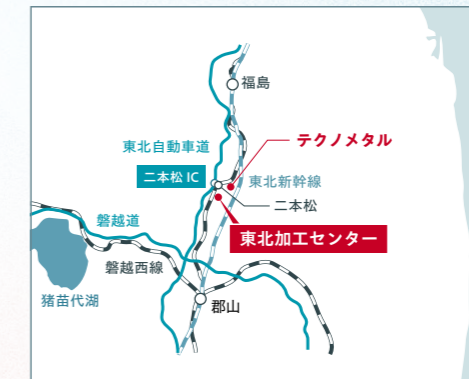 福島
テクノメタル
東北自動車道
二本松 IC
東北新幹線
二本松
磐越道
東北加工センター
磐越西線
猪苗代湖
郡山